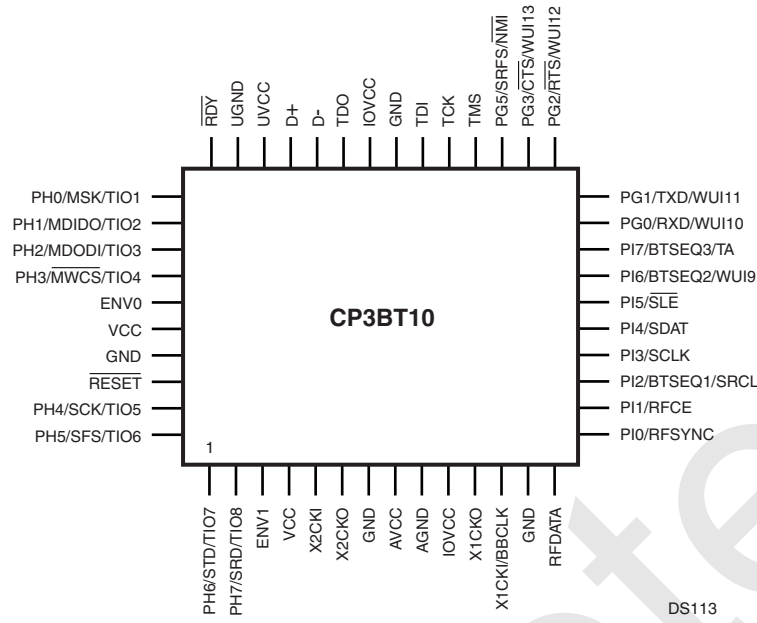 RDY
UGND
UVCC
D+
D-
TDO
IOVCC
GND
TDI
TCK
TMS
PG5/SRFS/NMI
PG3/CTS/WUI13
PG2/RTS/WUI12
PH0/MSK/TIO1
PH1/MDIDO/TIO2
PH2/MDODI/TIO3
PH3/MWCS/TIO4
ENV0
VCC
GND
RESET
PH4/SCK/TIO5
PH5/SFS/TIO6
CP3BT10
1
PG1/TXD/WUI11
PG0/RXD/WUI10
PI7/BTSEQ3/TA
PI6/BTSEQ2/WUI9
PI5/SLE
PI4/SDAT
PI3/SCLK
PI2/BTSEQ1/SRCL
PI1/RFCE
PI0/RFSYNC
PH6/STD/TIO7
PH7/SRD/TIO8
ENV1
VCC
X2CKI
X2CKO
GND
AVCC
AGND
IOVCC
X1CKO
X1CKI/BBCLK
GND
RFDATA
DS113